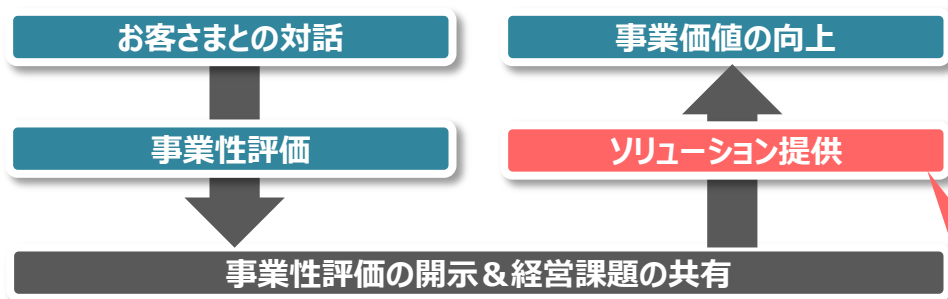 お客さまとの対話
事業価値の向上
事業性評価
ソリューション提供
事業性評価の開示＆経営課題の共有